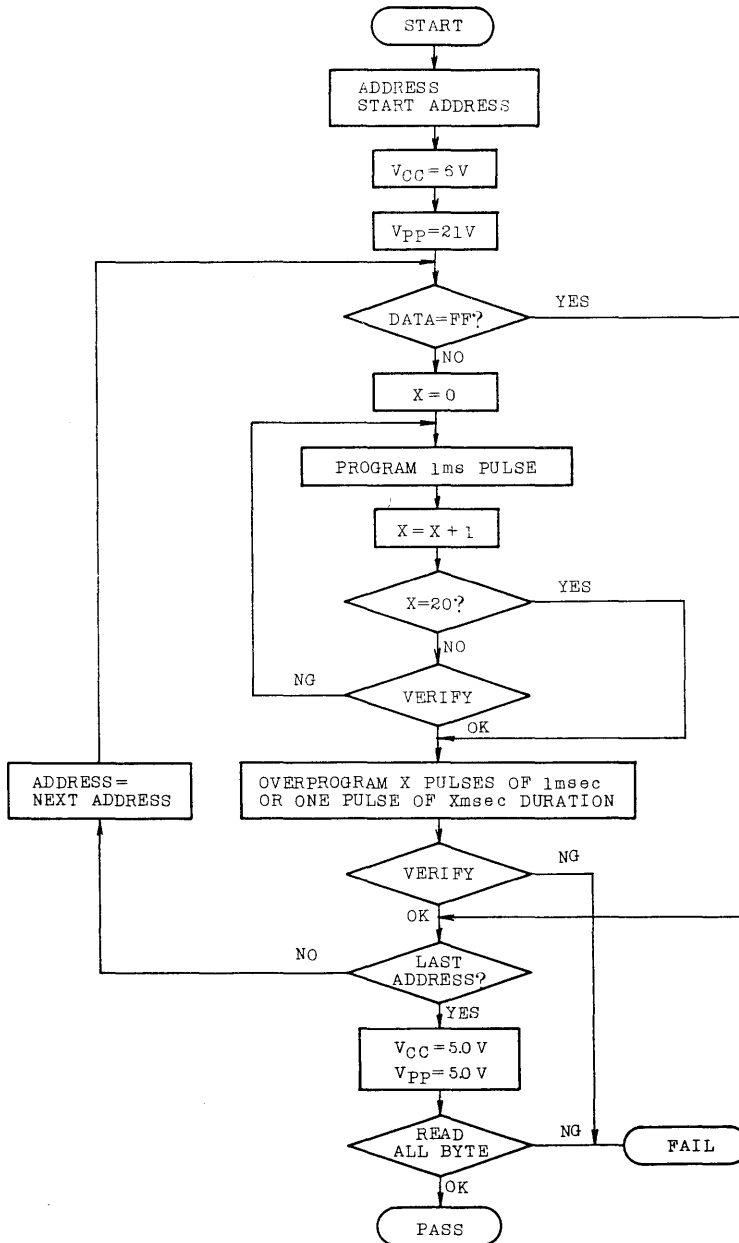 START
ADDRESS
START ADDRESS
VCC=6V
VPP=21V
DATA=FF?
YES
NO
X=0
PROGRAM 1ms PULSE
X=X+1
X=20?
YES
NO
NG
VERIFY
OK
ADDRESS=
NEXT ADDRESS
OVERPROGRAM X PULSES OF 1msec
OR ONE PULSE OF Xmsec DURATION
VERIFY
NG
OK
NO
LAST
ADDRESS?
YES
VCC=5.0V
VPP=5.0V
READ
ALL BYTE
NG
FAIL
OK
PASS